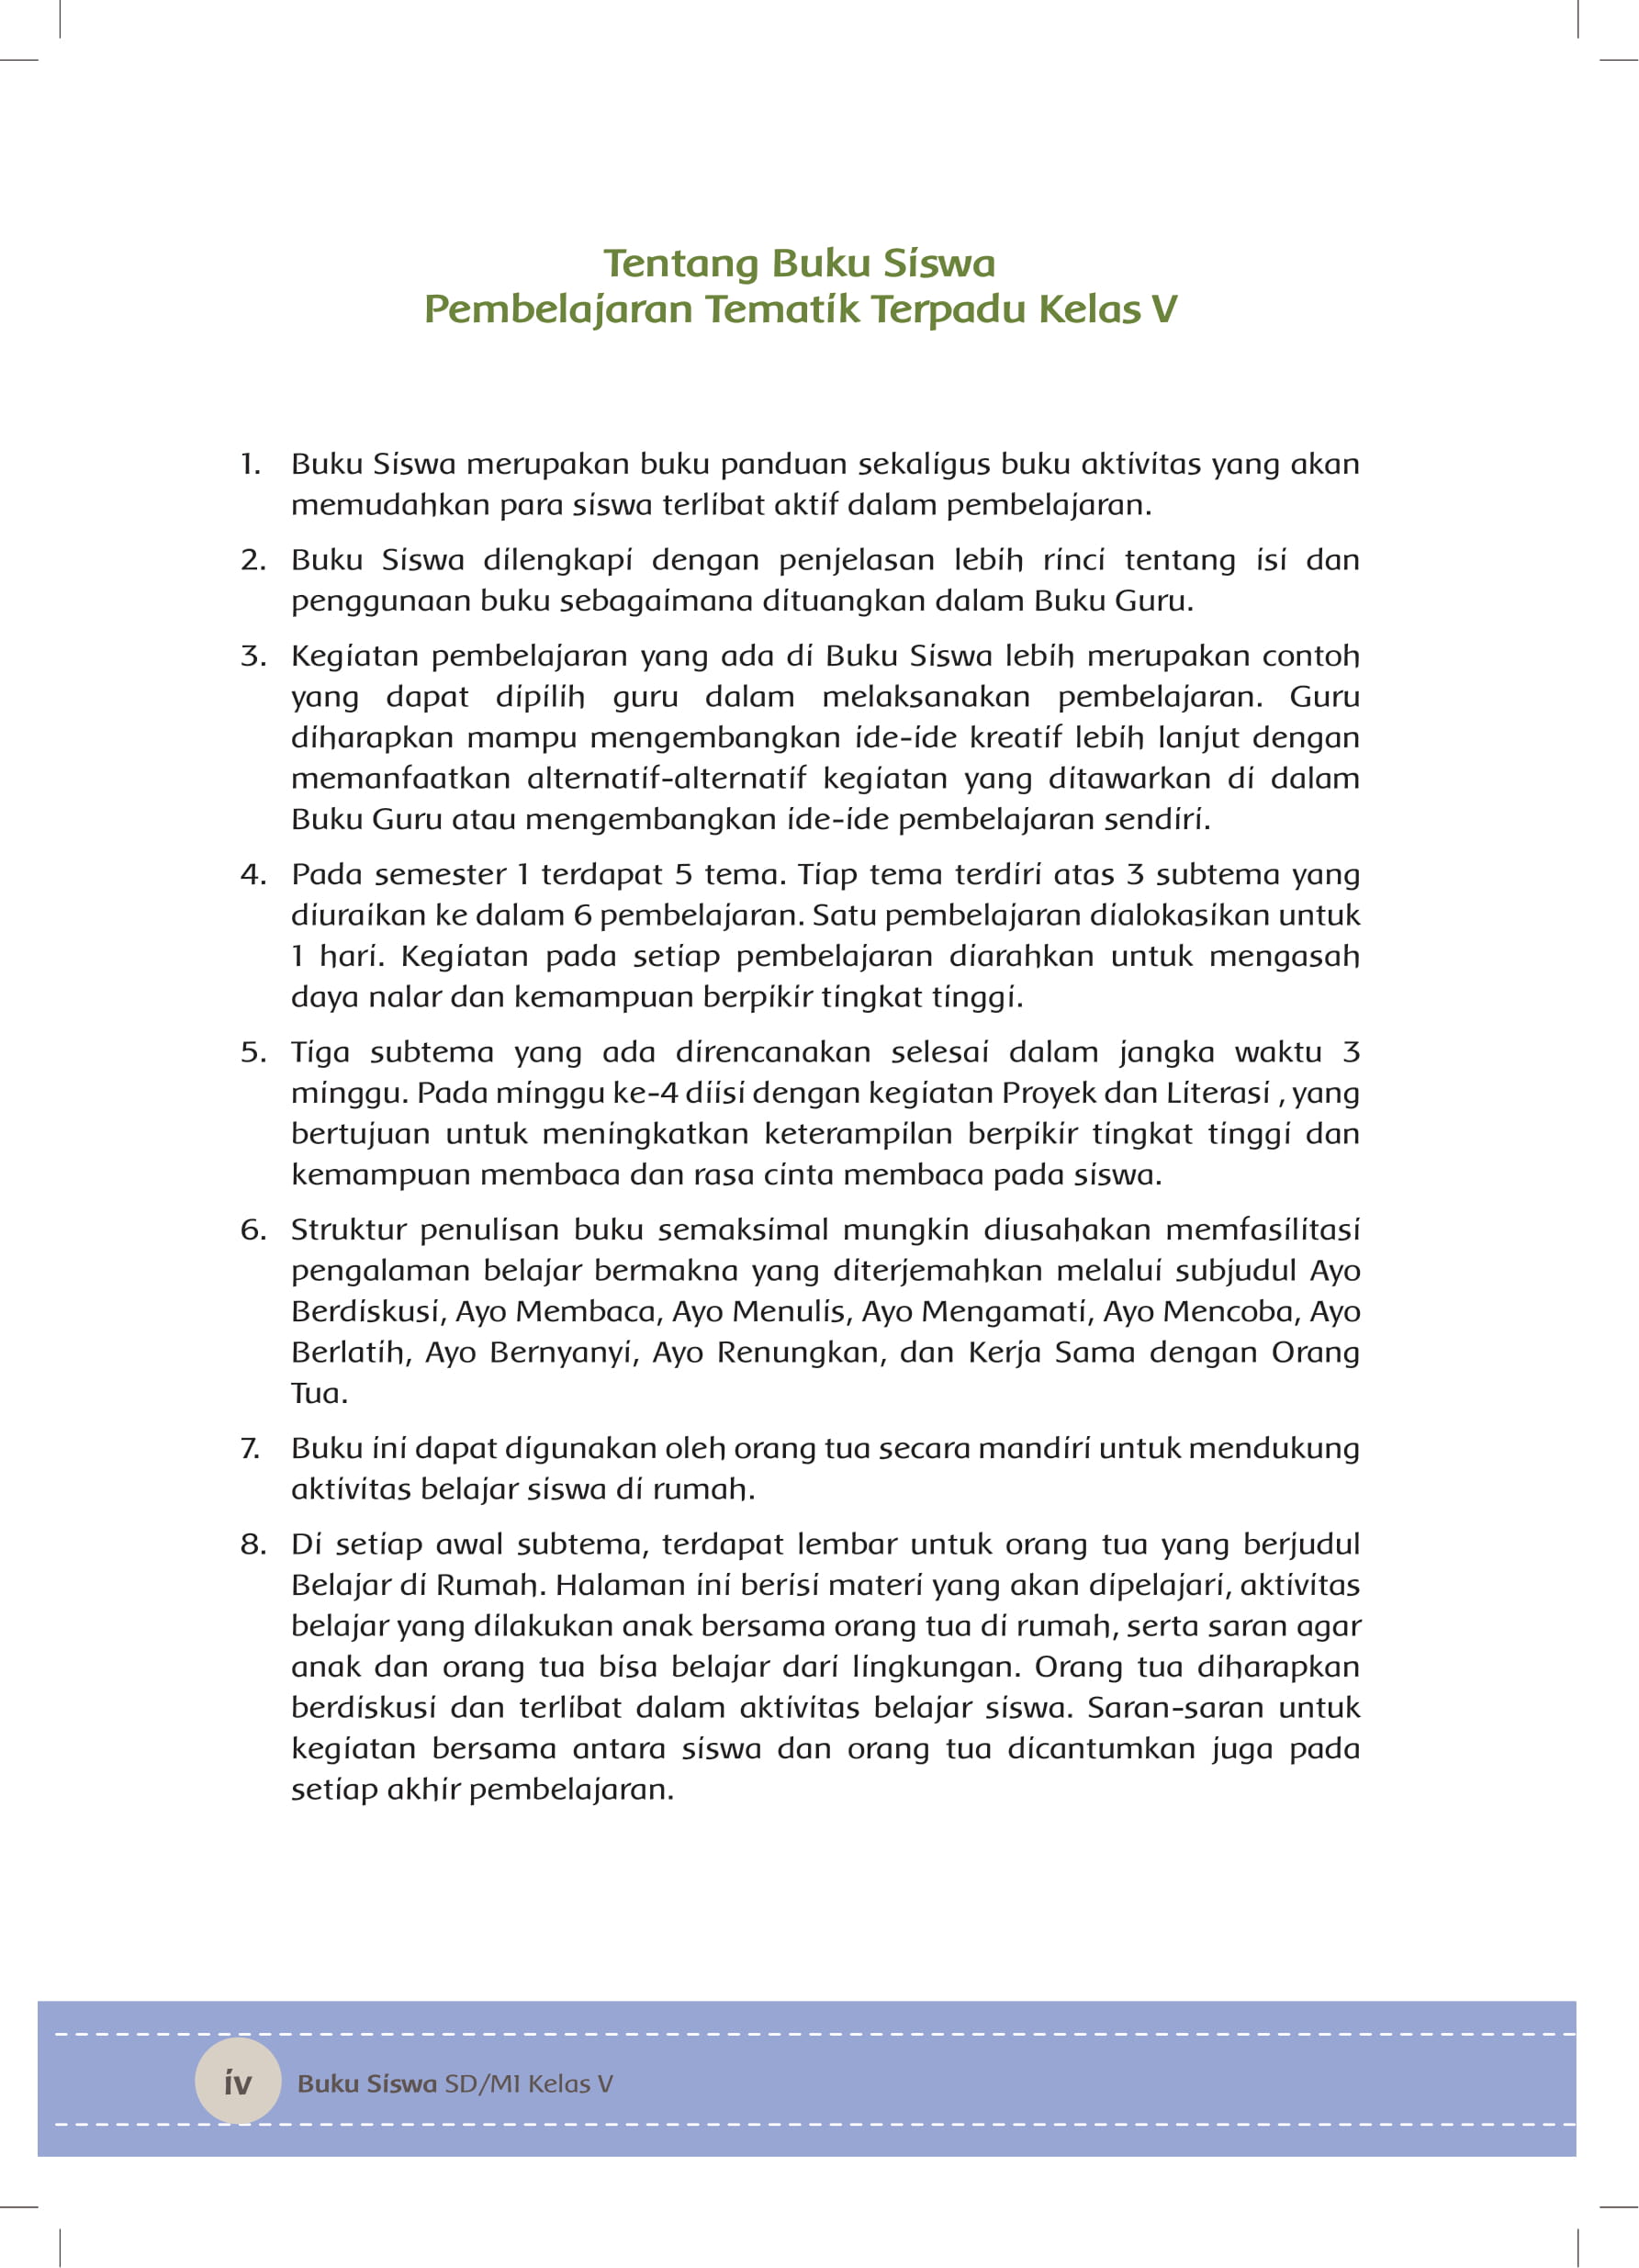 Tentang Buku Siswa
Pembelajaran Tematik Terpadu Kelas V
1. Buku Siswa merupakan buku panduan sekaligus buku aktivitas yang akan
memudahkan para siswa terlibat aktif dalam pembelajaran.
2. Buku Siswa dilengkapi dengan penjelasan lebih rinci tentang isi dan
penggunaan buku sebagaimana dituangkan dalam Buku Guru.
3. Kegiatan pembelajaran yang ada di Buku Siswa lebih merupakan contoh
yang dapat dipilih guru dalam melaksanakan pembelajaran. Guru
diharapkan mampu mengembangkan ide-ide kreatif lebih lanjut dengan
memanfaatkan alternatif-alternatif kegiatan yang ditawarkan di dalam
Buku Guru atau mengembangkan ide-ide pembelajaran sendiri.
4. Pada semester 1 terdapat 5 tema. Tiap tema terdiri atas 3 subtema yang
diuraikan ke dalam 6 pembelajaran. Satu pembelajaran dialokasikan untuk
1 hari. Kegiatan pada setiap pembelajaran diarahkan untuk mengasah
daya nalar dan kemampuan berpikir tingkat tinggi.
5. Tiga subtema yang ada direncanakan selesai dalam jangka waktu 3
minggu. Pada minggu ke-4 diisi dengan kegiatan Proyek dan Literasi , yang
bertujuan untuk meningkatkan keterampilan berpikir tingkat tinggi dan
kemampuan membaca dan rasa cinta membaca pada siswa.
6. Struktur penulisan buku semaksimal mungkin diusahakan memfasilitasi
pengalaman belajar bermakna yang diterjemahkan melalui subjudul Ayo
Berdiskusi, Ayo Membaca, Ayo Menulis, Ayo Mengamati, Ayo Mencoba, Ayo
Berlatih, Ayo Bernyanyi, Ayo Renungkan, dan Kerja Sama dengan Orang
Tua.
7. Buku ini dapat digunakan oleh orang tua secara mandiri untuk mendukung
aktivitas belajar siswa di rumah.
8. Di setiap awal subtema, terdapat lembar untuk orang tua yang berjudul
Belajar di Rumah. Halaman ini berisi materi yang akan dipelajari, aktivitas
belajar yang dilakukan anak bersama orang tua di rumah, serta saran agar
anak dan orang tua bisa belajar dari lingkungan. Orang tua diharapkan
berdiskusi dan terlibat dalam aktivitas belajar siswa. Saran-saran untuk
kegiatan bersama antara siswa dan orang tua dicantumkan juga pada
setiap akhir pembelajaran.
iv Buku Siswa SD/MI Kelas V